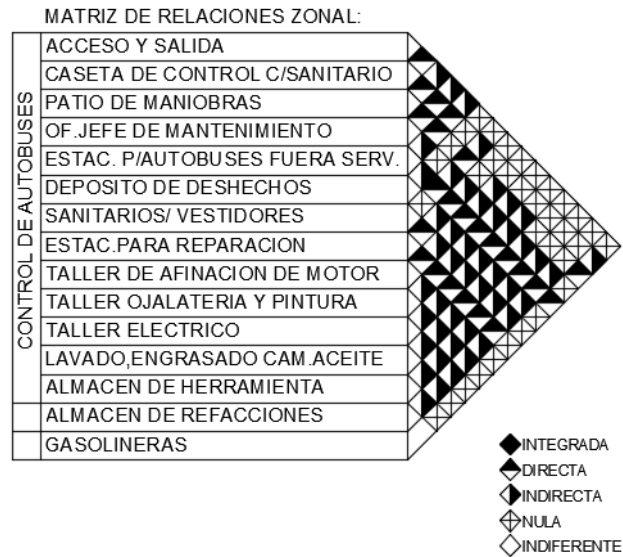 MATRIZ DE RELACIONES ZONAL:
CONTROL DE AUTOBUSES
ACCESO Y SALIDA
CASETA DE CONTROL C/SANITARIO
PATIO DE MANIOBRAS
OF.JEFE DE MANTENIMIENTO
ESTAC. P/AUTOBUSES FUERA SERV.
DEPOSITO DE DESHECHOS
SANITARIOS/ VESTIDORES
ESTAC.PARA REPARACION
TALLER DE AFINACION DE MOTOR
TALLER OJALATERIA Y PINTURA
TALLER ELECTRICO
LAVADO,ENGRASADO CAM.ACEITE
ALMACEN DE HERRAMIENTA
ALMACEN DE REFACCIONES
GASOLINERAS
INTEGRADA
DIRECTA
INDIRECTA
NULA
INDIFERENTE